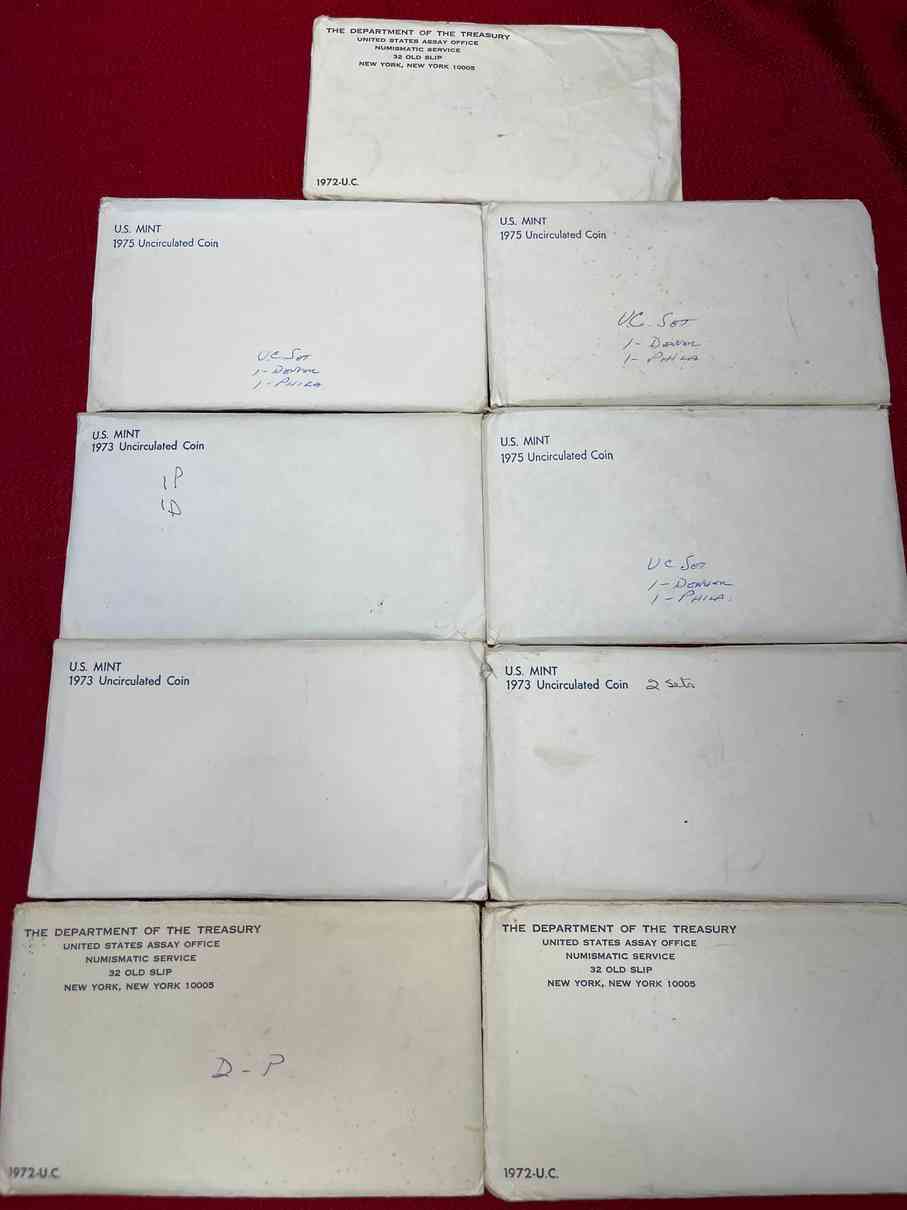 THE DEPARTMENT OF THE TREASURY
UNITED STATES ASSAY OFFICE
NUMISMATIC SERVICE
32 OLD SLIP
NEW YORK, NEW YORK 10005
1972-U.C.
U.S. MINT
1975 Uncirculated Coin
UC Set
1- Denver
1- Phila
U.S. MINT
1975 Uncirculated Coin
UC Set
1- Denver
1- Phila
U.S. MINT
1973 Uncirculated Coin
1P
1D
U.S. MINT
1975 Uncirculated Coin
UC Set
1- Denver
1- Phila.
U.S. MINT
1973 Uncirculated Coin
U.S. MINT
1973 Uncirculated Coin 2 Sets
THE DEPARTMENT OF THE TREASURY
UNITED STATES ASSAY OFFICE
NUMISMATIC SERVICE
32 OLD SLIP
NEW YORK, NEW YORK 10005
D - P
1972-U.C.
THE DEPARTMENT OF THE TREASURY
UNITED STATES ASSAY OFFICE
NUMISMATIC SERVICE
32 OLD SLIP
NEW YORK, NEW YORK 10005
1972-U.C.